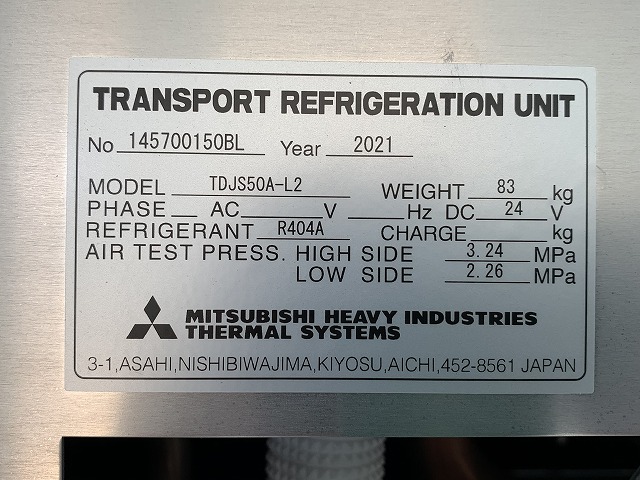 TRANSPORT REFRIGERATION UNIT
No 145700150BL Year 2021
MODEL TDJS50A-L2 WEIGHT 83 kg
PHASE AC V Hz DC 24 V
REFRIGERANT R404A CHARGE kg
AIR TEST PRESS. HIGH SIDE 3.24 MPa
LOW SIDE 2.26 MPa
MITSUBISHI HEAVY INDUSTRIES
THERMAL SYSTEMS
3-1,ASAHI,NISHIBIWAJIMA,KIYOSU,AICHI,452-8561 JAPAN